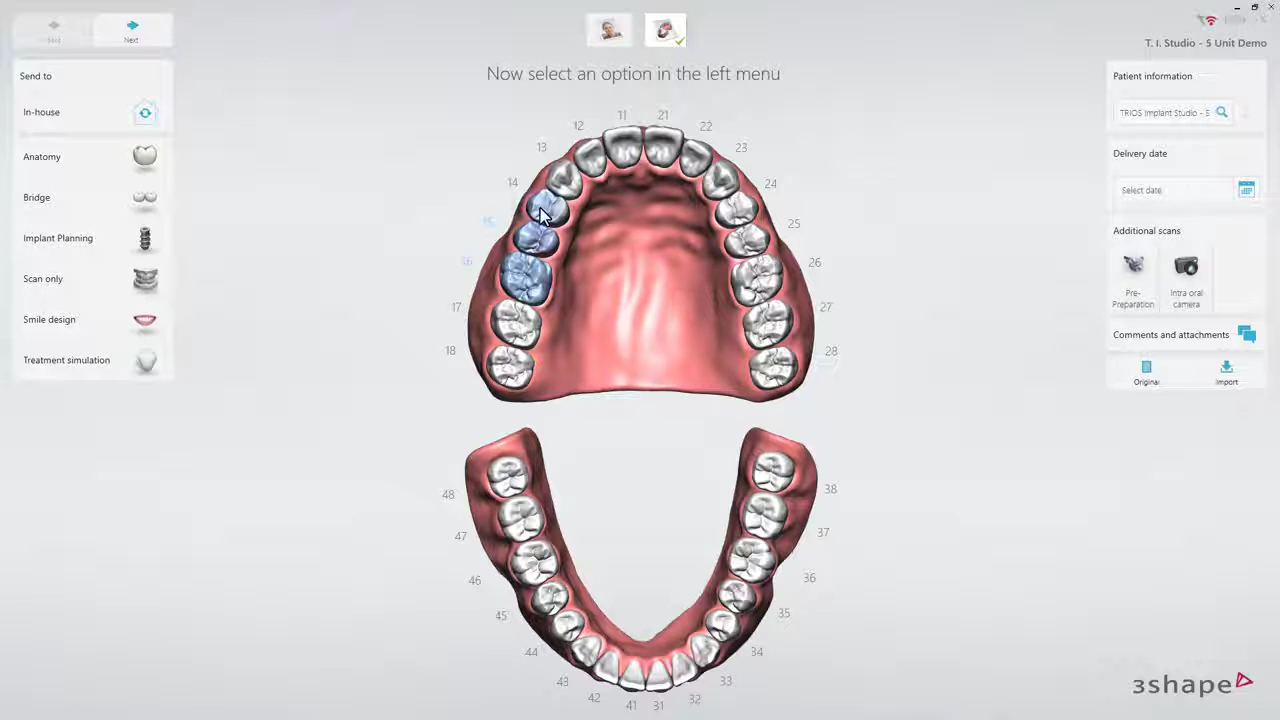 Next
T. I. Studio - 5 Unit Demo
Send to
Now select an option in the left menu
Patient information
In-house
TRIOS Implant Studio - 5
Anatomy
Delivery date
Bridge
Select date
Implant Planning
Additional scans
Scan only
Pre-
Preparation
Intra oral
camera
Smile design
Comments and attachments
Treatment simulation
Original
Import
11
21
12
22
13
23
14
24
15
25
16
26
17
27
18
28
48
38
47
37
46
36
45
35
44
34
43
33
42
32
41
31
3shape